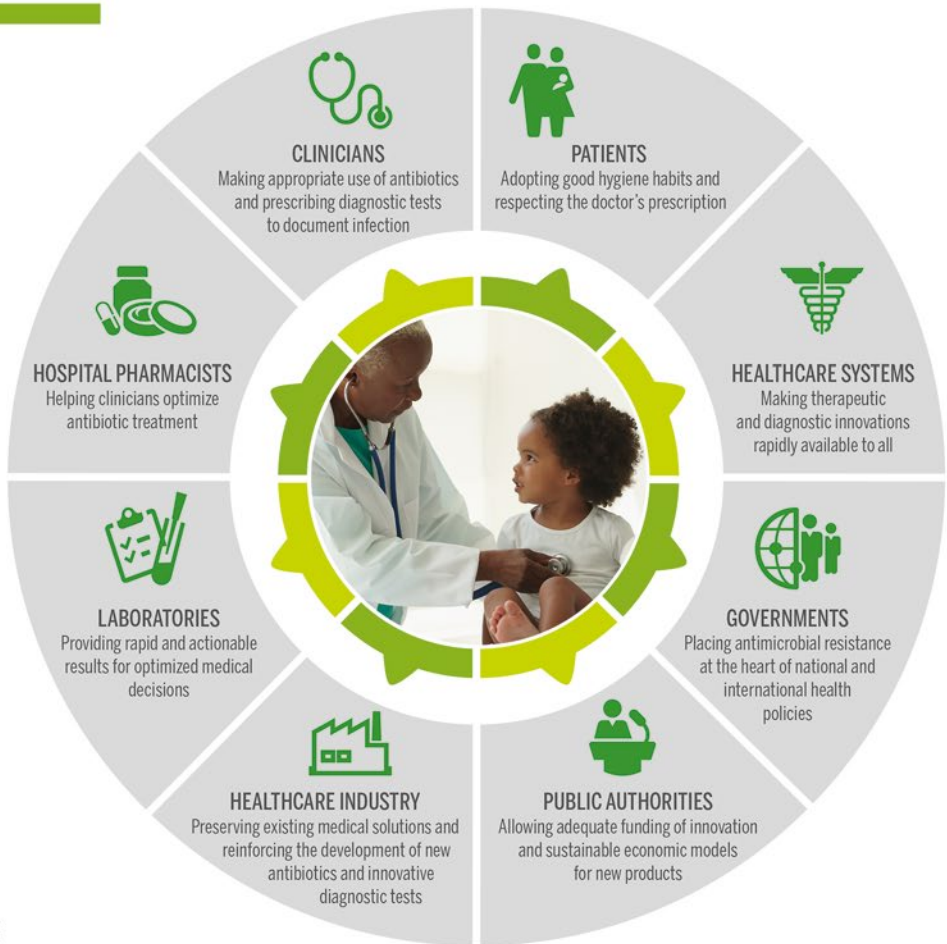 CLINICIANS
Making appropriate use of antibiotics
and prescribing diagnostic tests
to document infection
PATIENTS
Adopting good hygiene habits and
respecting the doctor's prescription
HEALTHCARE SYSTEMS
Making therapeutic
and diagnostic innovations
rapidly available to all
GOVERNMENTS
Placing antimicrobial resistance
at the heart of national and
international health
policies
PUBLIC AUTHORITIES
Allowing adequate funding of innovation
and sustainable economic models
for new products
HEALTHCARE INDUSTRY
Preserving existing medical solutions and
reinforcing the development of new
antibiotics and innovative
diagnostic tests
LABORATORIES
Providing rapid and actionable
results for optimized medical
decisions
HOSPITAL PHARMACISTS
Helping clinicians optimize
antibiotic treatment